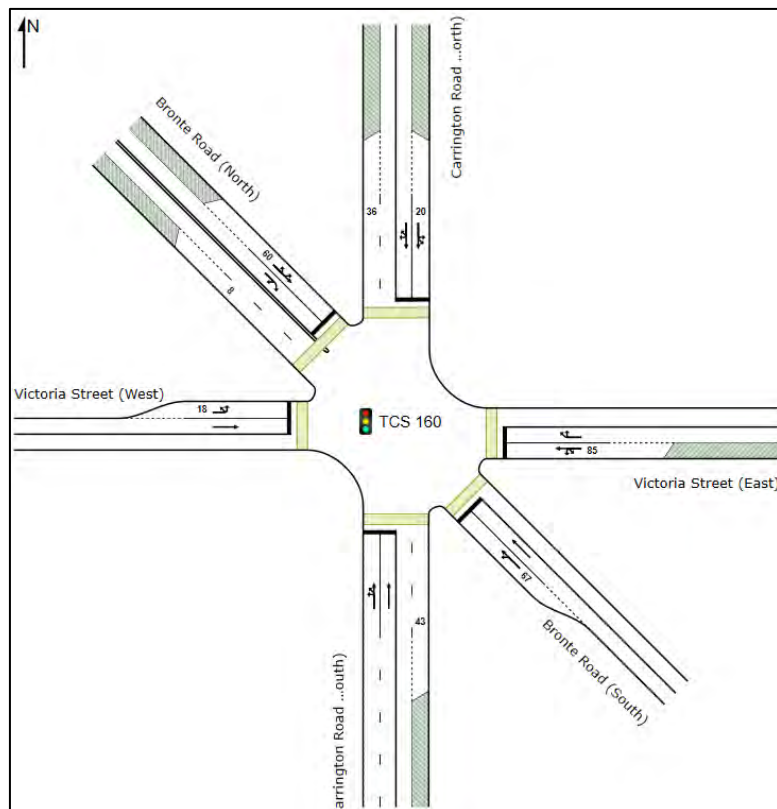 N
Bronte Road (North)
Carrington Road ...orth)
36
20
60
8
Victoria Street (West)
18
TCS 160
85
Victoria Street (East)
67
43
Bronte Road (South)
arrington Road ...outh)